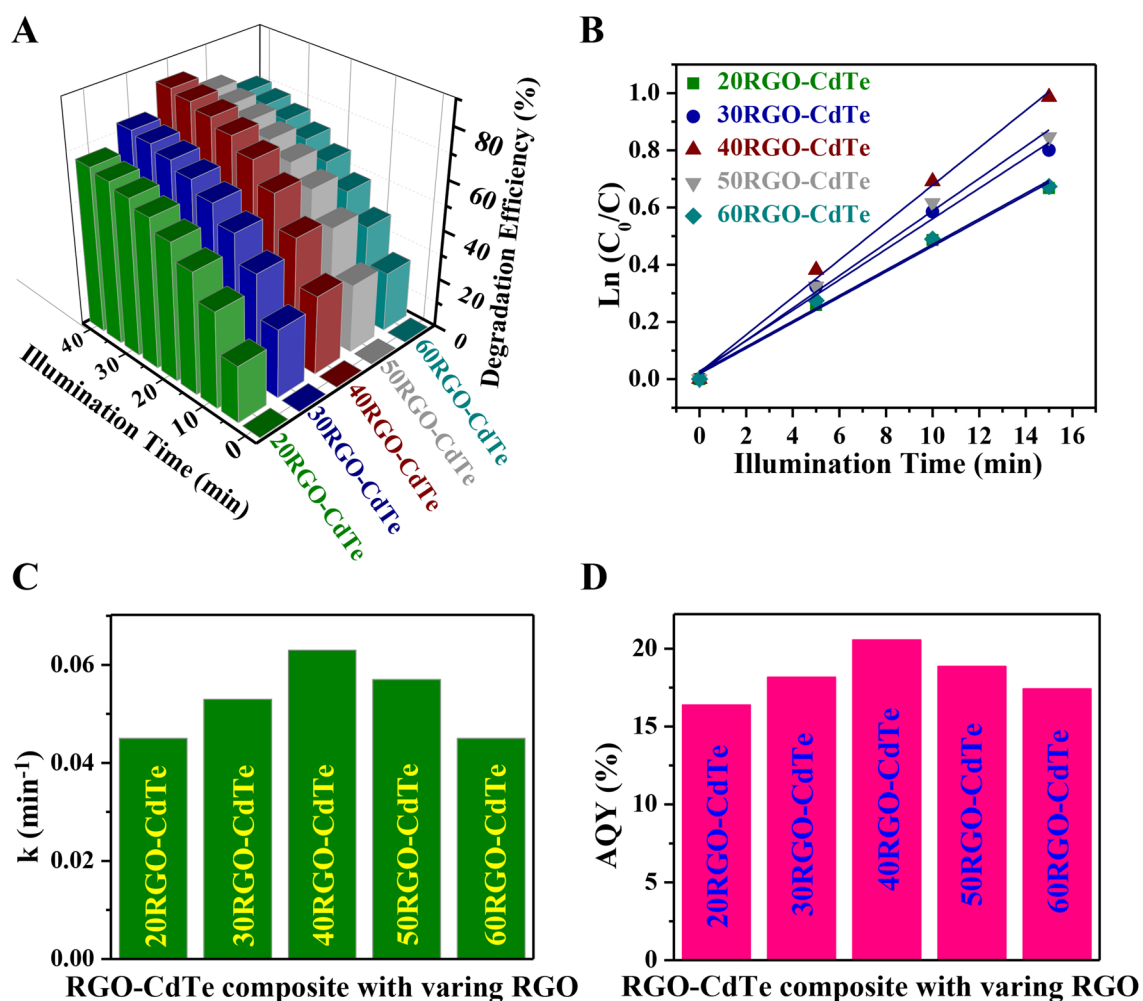 A
Degradation Efficiency (%)
80
60
40
20
0
40
30
20
10
0
Illumination Time (min)
20RGO-CdTe
30RGO-CdTe
40RGO-CdTe
50RGO-CdTe
60RGO-CdTe
B
20RGO-CdTe
30RGO-CdTe
40RGO-CdTe
50RGO-CdTe
60RGO-CdTe
Ln (C₀/C)
1.0
0.8
0.6
0.4
0.2
0.0
0 2 4 6 8 10 12 14 16
Illumination Time (min)
C
k (min⁻¹)
0.06
0.04
0.02
0.00
20RGO-CdTe
30RGO-CdTe
40RGO-CdTe
50RGO-CdTe
60RGO-CdTe
RGO-CdTe composite with varing RGO
D
AQY (%)
20
15
10
5
0
20RGO-CdTe
30RGO-CdTe
40RGO-CdTe
50RGO-CdTe
60RGO-CdTe
RGO-CdTe composite with varing RGO